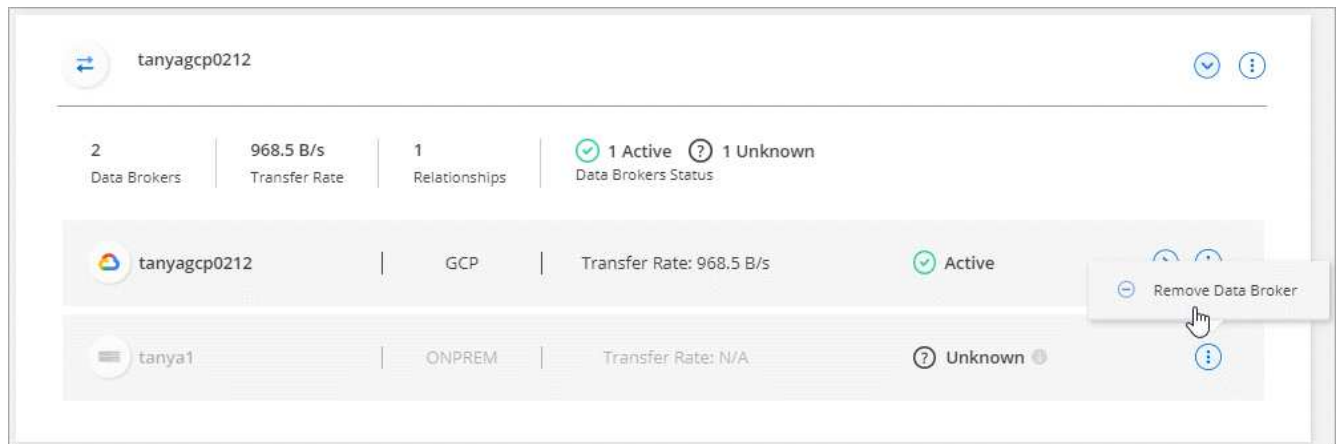 tanyagcp0212
2 968.5 B/s 1 1 Active ? 1 Unknown
Data Brokers Transfer Rate Relationships Data Brokers Status
tanyagcp0212 GCP Transfer Rate: 968.5 B/s Active
Remove Data Broker
tanya1 ONPREM Transfer Rate: N/A ? Unknown